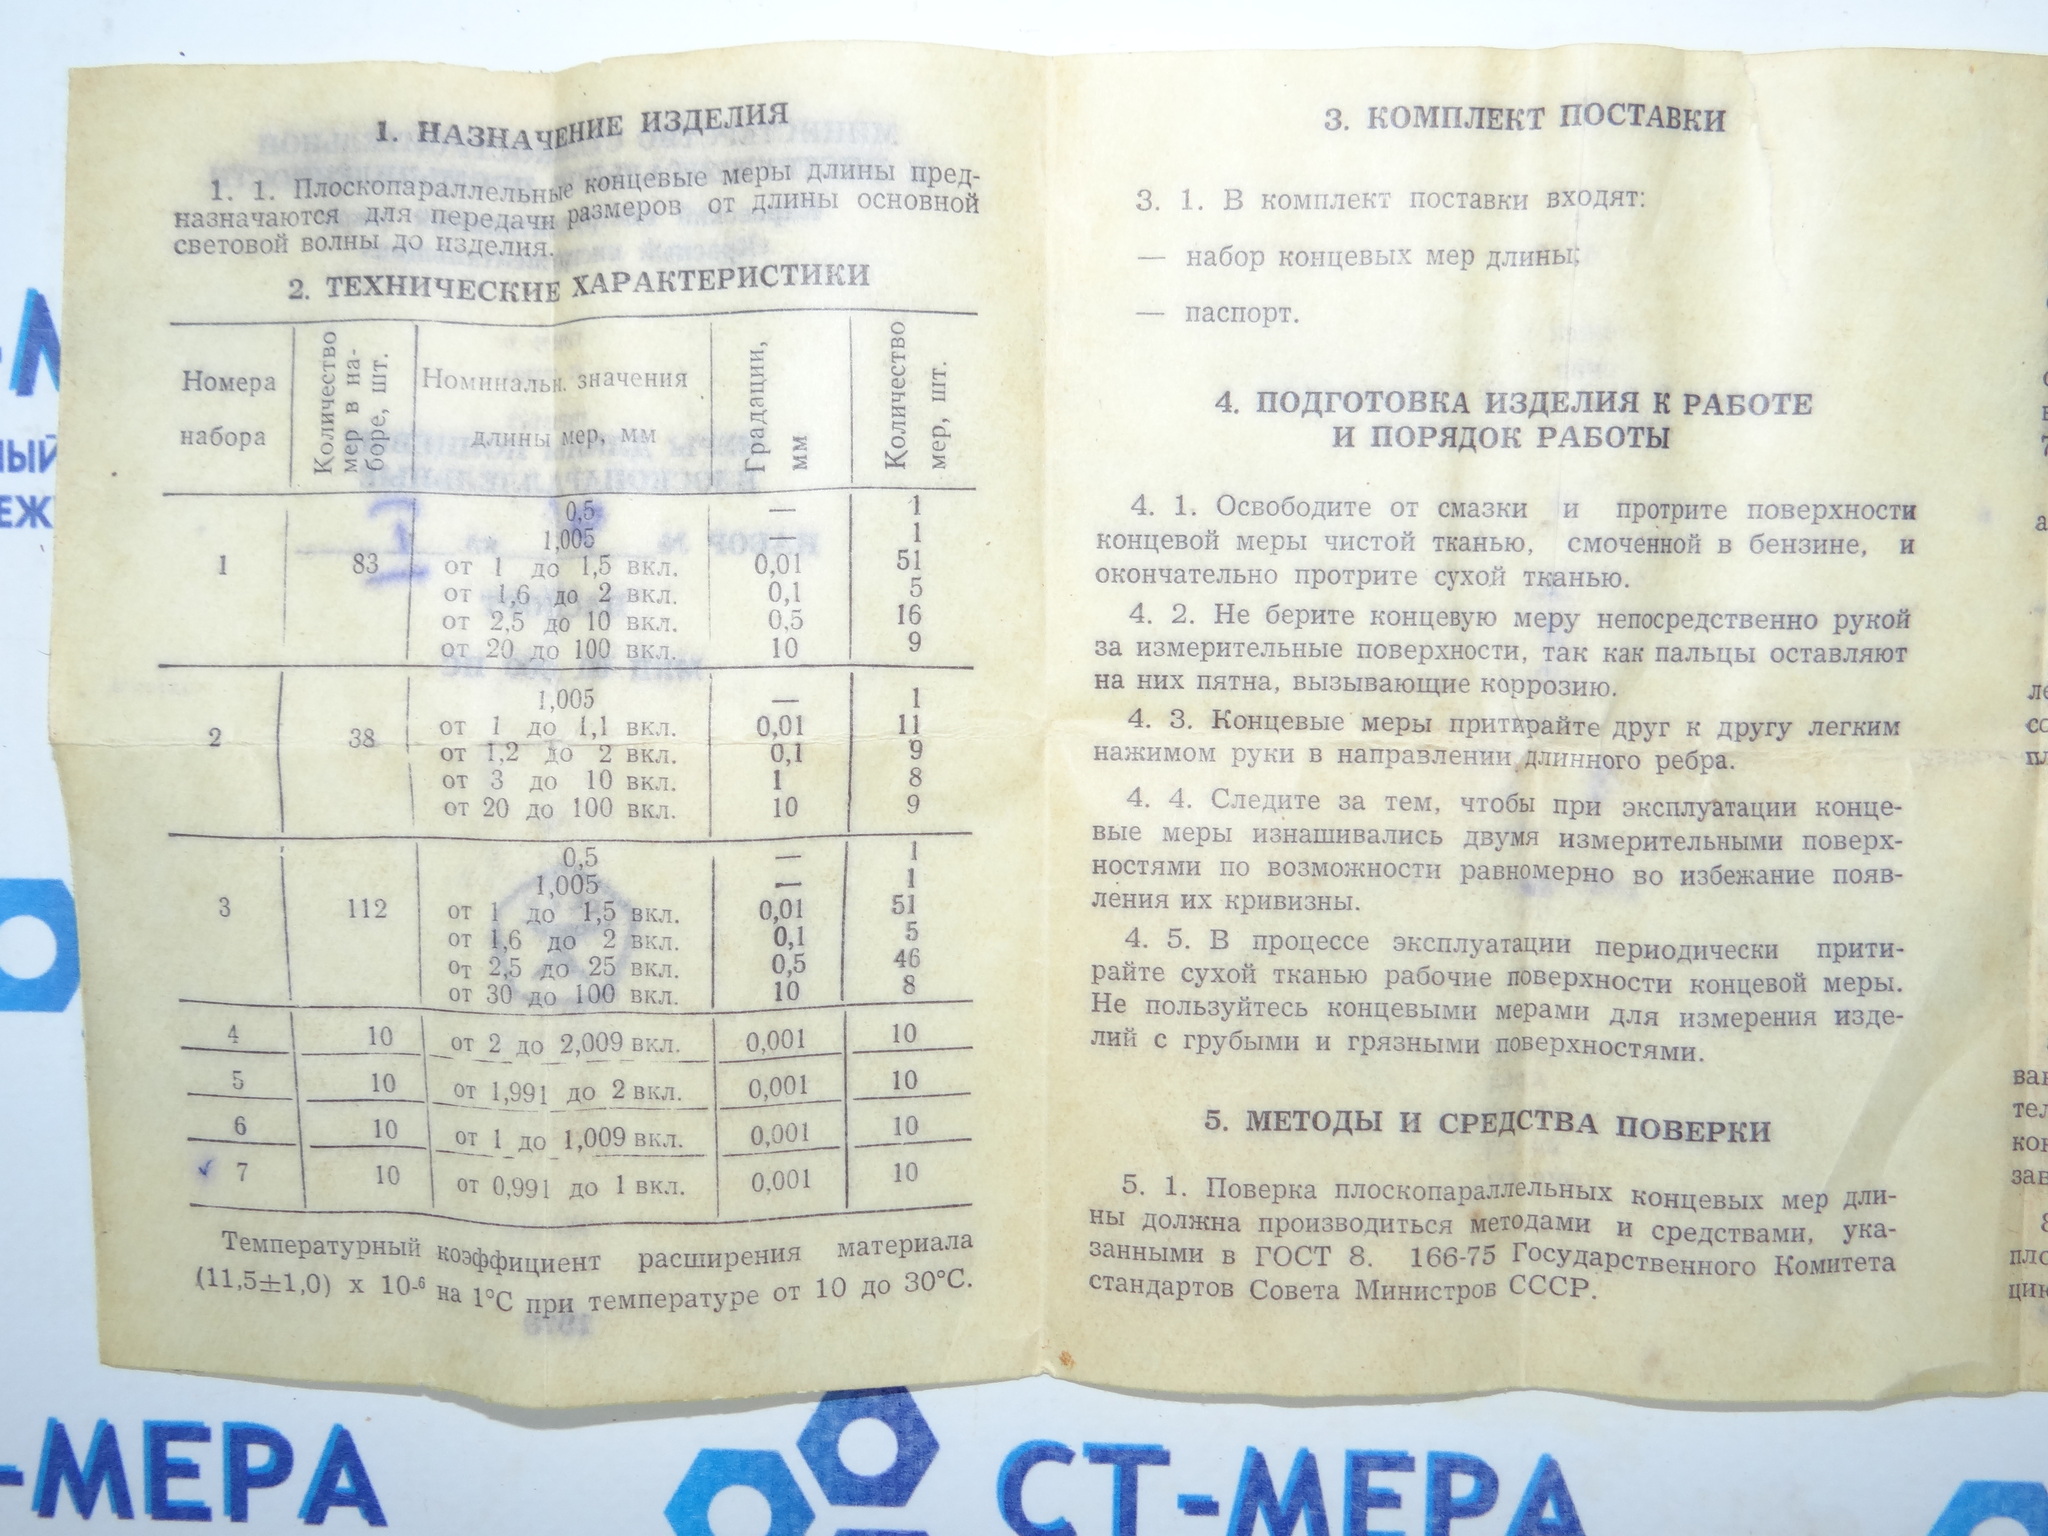 1. НАЗНАЧЕНИЕ ИЗДЕЛИЯ
1. 1. Плоскопараллельные концевые меры длины пред-
назначаются для передачи размеров от длины основной
световой волны до изделия.
2. ТЕХНИЧЕСКИЕ ХАРАКТЕРИСТИКИ
Номера набора | Количество мер в на- боре, шт. | Номинальн. значения длины мер, мм | Градации, мм | Количество мер, шт.
0,5 — 1
1,005 — 1
1 83 от 1 до 1,5 вкл. 0,01 51
от 1,6 до 2 вкл. 0,1 5
от 2,5 до 10 вкл. 0,5 16
от 20 до 100 вкл. 10 9
1,005 — 1
от 1 до 1,1 вкл. 0,01 11
2 38 от 1,2 до 2 вкл. 0,1 9
от 3 до 10 вкл. 1 8
от 20 до 100 вкл. 10 9
0,5 — 1
1,005 — 1
3 112 от 1 до 1,5 вкл. 0,01 51
от 1,6 до 2 вкл. 0,1 5
от 2,5 до 25 вкл. 0,5 46
от 30 до 100 вкл. 10 8
4 10 от 2 до 2,009 вкл. 0,001 10
5 10 от 1,991 до 2 вкл. 0,001 10
6 10 от 1 до 1,009 вкл. 0,001 10
7 10 от 0,991 до 1 вкл. 0,001 10
Температурный коэффициент расширения материала
(11,5±1,0) х 10-6 на 1°С при температуре от 10 до 30°С.
3. КОМПЛЕКТ ПОСТАВКИ
3. 1. В комплект поставки входят:
— набор концевых мер длины;
— паспорт.
4. ПОДГОТОВКА ИЗДЕЛИЯ К РАБОТЕ
И ПОРЯДОК РАБОТЫ
4. 1. Освободите от смазки и протрите поверхности
концевой меры чистой тканью, смоченной в бензине, и
окончательно протрите сухой тканью.
4. 2. Не берите концевую меру непосредственно рукой
за измерительные поверхности, так как пальцы оставляют
на них пятна, вызывающие коррозию.
4. 3. Концевые меры притирайте друг к другу легким
нажимом руки в направлении длинного ребра.
4. 4. Следите за тем, чтобы при эксплуатации конце-
вые меры изнашивались двумя измерительными поверх-
ностями по возможности равномерно во избежание появ-
ления их кривизны.
4. 5. В процессе эксплуатации периодически прити-
райте сухой тканью рабочие поверхности концевой меры.
Не пользуйтесь концевыми мерами для измерения изде-
лий с грубыми и грязными поверхностями.
5. МЕТОДЫ И СРЕДСТВА ПОВЕРКИ
5. 1. Поверка плоскопараллельных концевых мер дли-
ны должна производиться методами и средствами, ука-
занными в ГОСТ 8. 166-75 Государственного Комитета
стандартов Совета Министров СССР.
-МЕРА
СТ-МЕРА